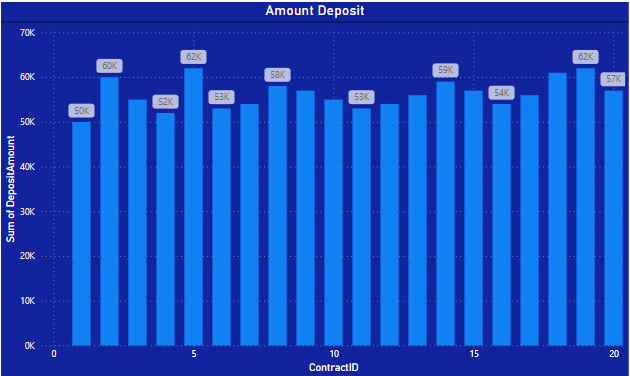 Amount Deposit
70K
60K
50K
40K
30K
20K
10K
0K
Sum of DepositAmount
50K
60K
52K
62K
53K
58K
53K
59K
54K
62K
57K
0
5
10
15
20
ContractID